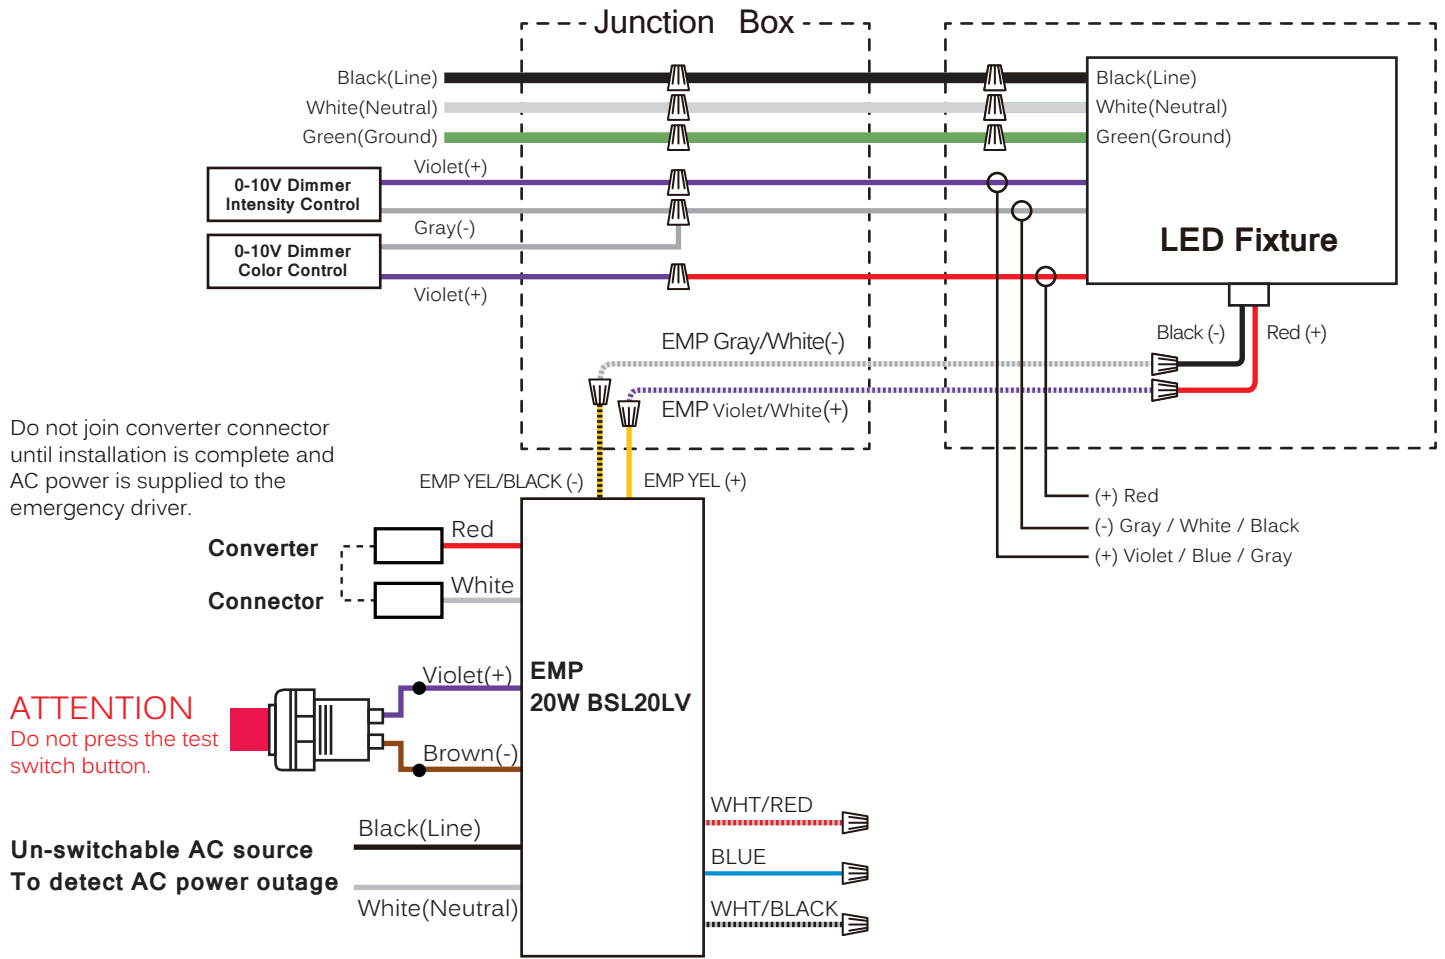 Junction Box
Black(Line)
White(Neutral)
Green(Ground)
Violet(+)
0-10V Dimmer
Intensity Control
Gray(-)
0-10V Dimmer
Color Control
Violet(+)
Black(Line)
White(Neutral)
Green(Ground)
LED Fixture
Black (-)
Red (+)
EMP Gray/White(-)
EMP Violet/White(+)
Do not join converter connector
until installation is complete and
AC power is supplied to the
emergency driver.
EMP YEL/BLACK (-)
EMP YEL (+)
(+) Red
(-) Gray / White / Black
(+) Violet / Blue / Gray
Converter
Red
Connector
White
EMP
20W BSL20LV
Violet(+)
Brown(-)
ATTENTION
Do not press the test
switch button.
Black(Line)
Un-switchable AC source
To detect AC power outage
White(Neutral)
WHT/RED
BLUE
WHT/BLACK